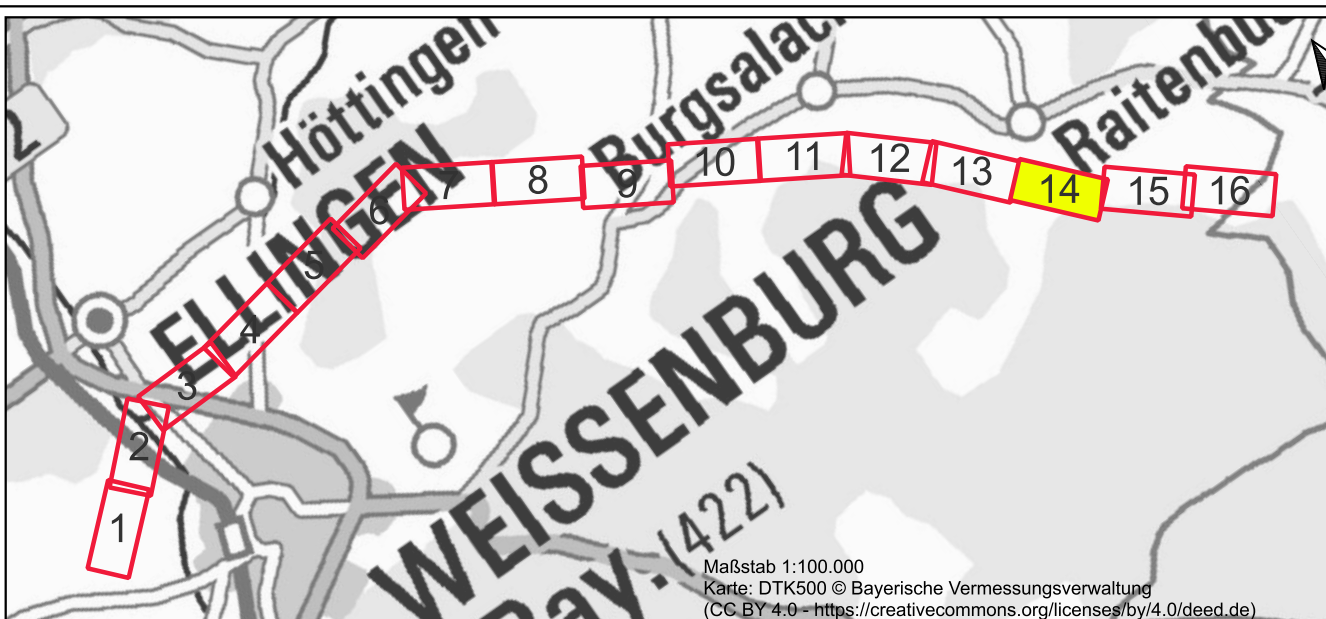 2
Höttingen
Burgsalach
Raitenbuc
ELLINGEN
WEISSENBURG
Bay. (422)
1
2
3
4
5
6
7
8
9
10
11
12
13
14
15
16
Maßstab 1:100.000
Karte: DTK500 © Bayerische Vermessungsverwaltung
(CC BY 4.0 - https://creativecommons.org/licenses/by/4.0/deed.de)